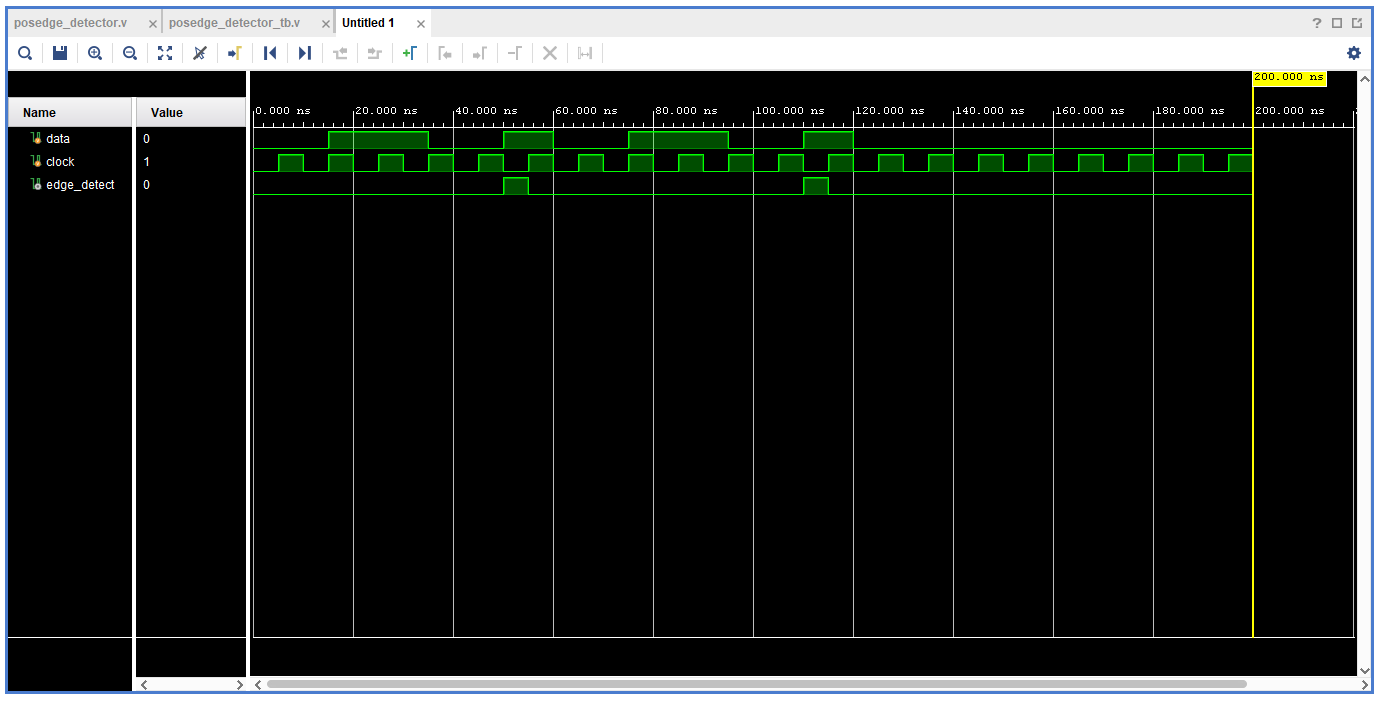 posedge_detector.v × posedge_detector_tb.v × Untitled 1 ×
?
200.000 ns
Name Value
0.000 ns 20.000 ns 40.000 ns 60.000 ns 80.000 ns 100.000 ns 120.000 ns 140.000 ns 160.000 ns 180.000 ns 200.000 ns
data 0
clock 1
edge_detect 0